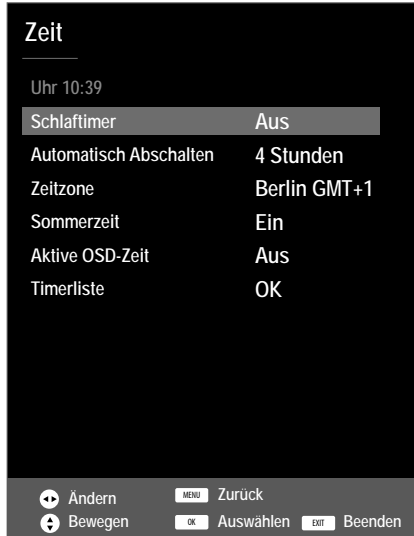 Zeit
Uhr 10:39
Schlaftimer Aus
Automatisch Abschalten 4 Stunden
Zeitzone Berlin GMT+1
Sommerzeit Ein
Aktive OSD-Zeit Aus
Timerliste OK
Ändern MENU Zurück
Bewegen OK Auswählen EXIT Beenden